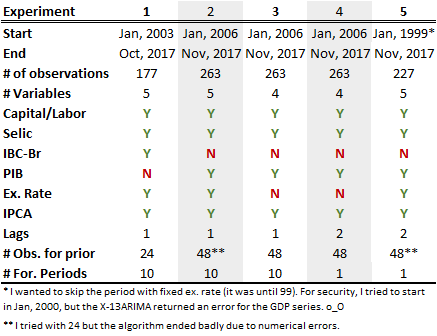 Experiment 1 2 3 4 5
Start Jan, 2003 Jan, 2006 Jan, 2006 Jan, 2006 Jan, 1999*
End Oct, 2017 Nov, 2017 Nov, 2017 Nov, 2017 Nov, 2017
# of observations 177 263 263 263 227
# Variables 5 5 4 4 5
Capital/Labor Y Y Y Y Y
Selic Y Y Y Y Y
IBC-Br Y N N N N
PIB N Y Y Y Y
Ex. Rate Y Y N N Y
IPCA Y Y Y Y Y
Lags 1 1 1 2 2
# Obs. for prior 24 48** 48 48 48**
# For. Periods 10 10 10 1 1
* I wanted to skip the period with fixed ex. rate (it was until 99). For security, I tried to start
in Jan, 2000, but the X-13ARIMA returned an error for the GDP series. o_O
** I tried with 24 but the algorithm ended badly due to numerical errors.